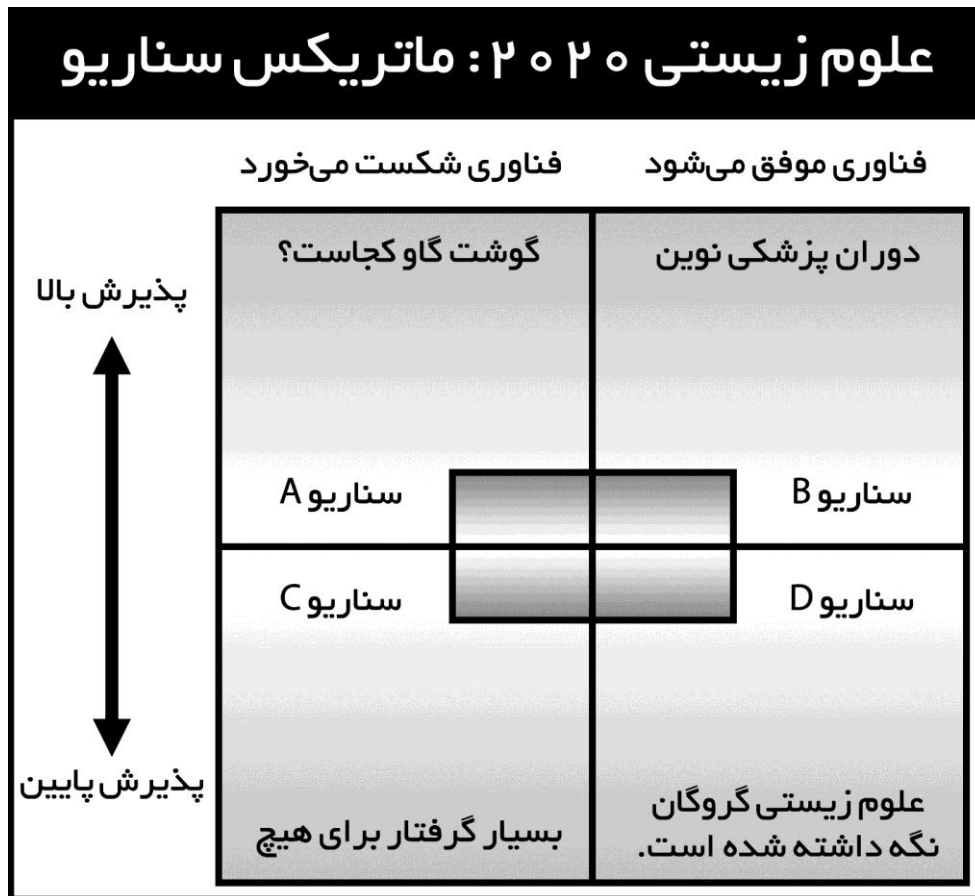 علوم زیستی ۲۰۲۰: ماتریکس سناریو
فناوری موفق می‌شود
فناوری شکست می‌خورد
دوران پزشکی نوین
گوشت گاو کجاست؟
پذیرش بالا
سناریو B
سناریو A
سناریو D
سناریو C
پذیرش پایین
علوم زیستی گروگان
نگه داشته شده است.
بسیار گرفتار برای هیچ